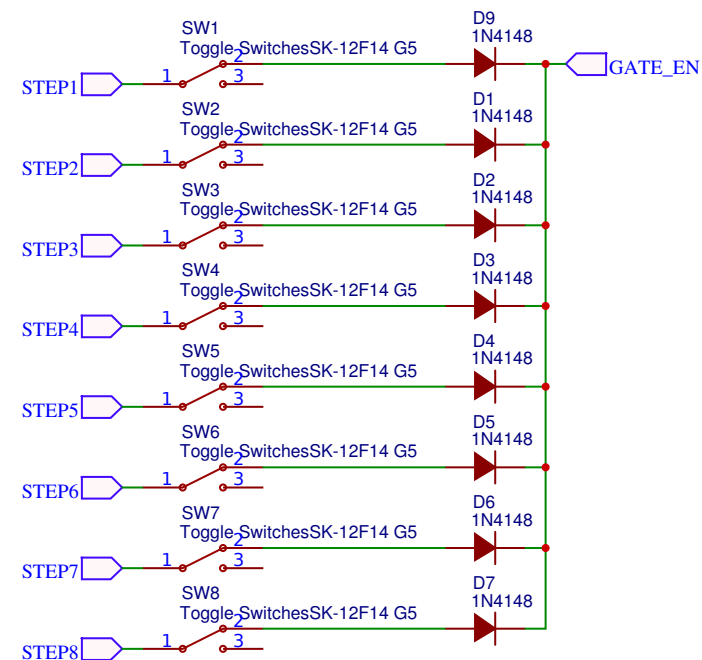 D9
SW1
1N4148
Toggle SwitchesSK-12F14 G5
2
STEP1
1
3
GATE_EN
D1
SW2
1N4148
Toggle SwitchesSK-12F14 G5
2
STEP2
1
3
D2
SW3
1N4148
Toggle SwitchesSK-12F14 G5
2
STEP3
1
3
D3
SW4
1N4148
Toggle SwitchesSK-12F14 G5
2
STEP4
1
3
D4
SW5
1N4148
Toggle SwitchesSK-12F14 G5
2
STEP5
1
3
D5
SW6
1N4148
Toggle SwitchesSK-12F14 G5
2
STEP6
1
3
D6
SW7
1N4148
Toggle SwitchesSK-12F14 G5
2
STEP7
1
3
D7
SW8
1N4148
Toggle SwitchesSK-12F14 G5
2
STEP8
1
3